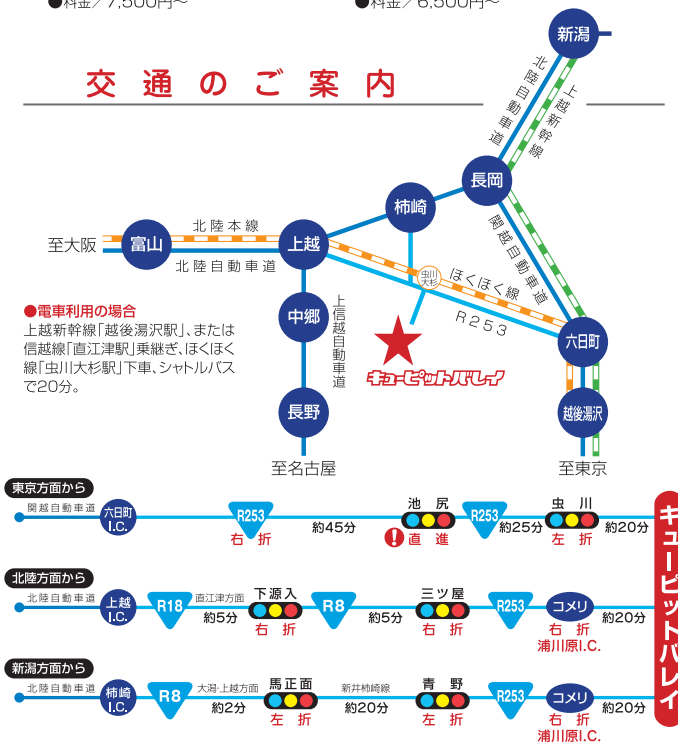 ●料金／7,500円〜
●料金／6,500円〜
交通のご案内
新潟
北陸自動車道
上越新幹線
長岡
柿崎
関越自動車道
至大阪
富山
北陸本線
北陸自動車道
上越
虫川
大杉
ほくほく線
R253
中郷
上信越自動車道
六日町
キューピットバレイ
長野
越後湯沢
至名古屋
至東京
●電車利用の場合
上越新幹線「越後湯沢駅」、または
信越線「直江津駅」乗継ぎ、ほくほく
線「虫川大杉駅」下車、シャトルバス
で20分。
東京方面から
関越自動車道
六日町
I.C.
R253
右折
約45分
池尻
!直進
R253
約25分
虫川
左折
約20分
北陸方面から
北陸自動車道
上越
I.C.
R18
直江津方面
約5分
下源入
右折
R8
約5分
三ツ屋
右折
R253
コメリ
右折
浦川原I.C.
約20分
新潟方面から
北陸自動車道
柿崎
I.C.
R8
大潟・上越方面
約2分
馬正面
左折
新井柿崎線
約20分
青野
左折
R253
コメリ
右折
浦川原I.C.
約20分
キューピットバレイ